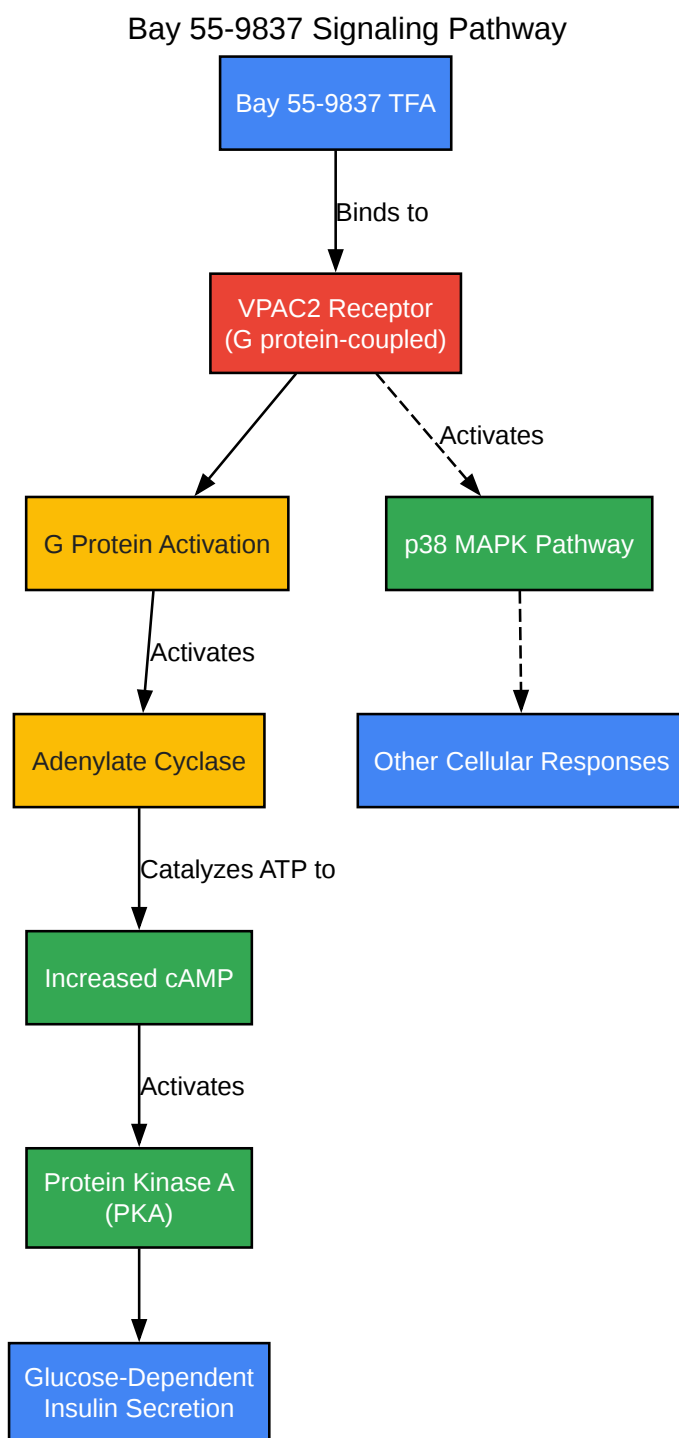 Bay 55-9837 Signaling Pathway
Bay 55-9837 TFA
Binds to
VPAC2 Receptor
(G protein-coupled)
Activates
G Protein Activation
p38 MAPK Pathway
Activates
Adenylate Cyclase
Other Cellular Responses
Catalyzes ATP to
Increased cAMP
Activates
Protein Kinase A
(PKA)
Glucose-Dependent
Insulin Secretion